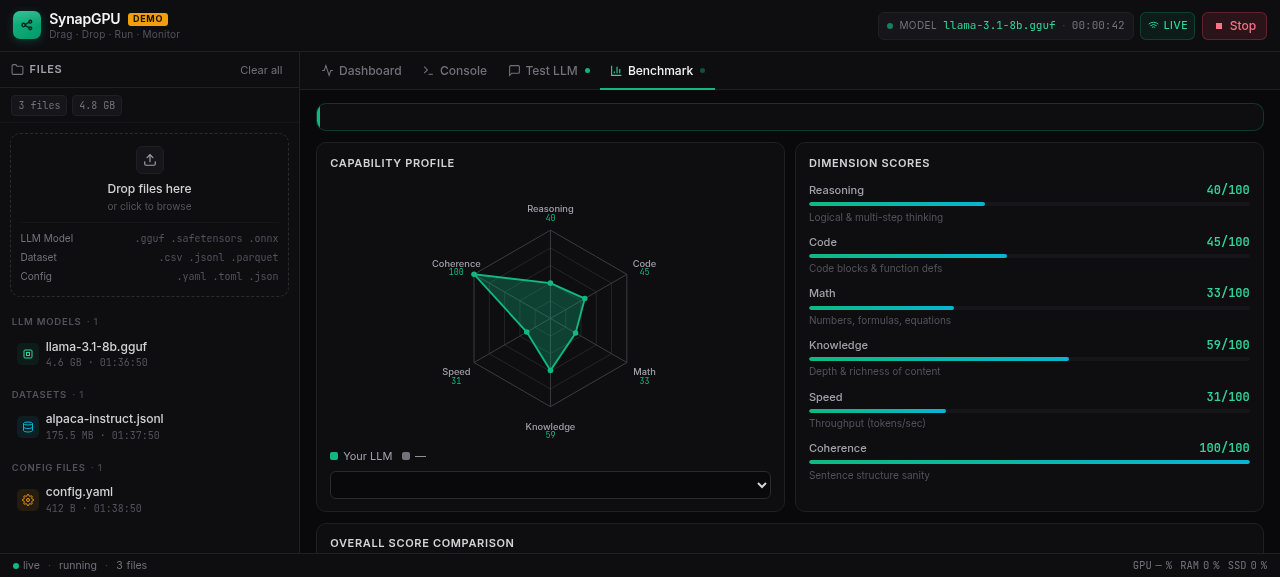 SynapGPU DEMO
Drag · Drop · Run · Monitor
MODEL llama-3.1-8b.gguf · 00:00:42
LIVE
Stop
FILES
Clear all
3 files
4.8 GB
Drop files here
or click to browse
LLM Model .gguf .safetensors .onnx
Dataset .csv .jsonl .parquet
Config .yaml .toml .json
LLM MODELS · 1
llama-3.1-8b.gguf
4.6 GB · 01:36:50
DATASETS · 1
alpaca-instruct.jsonl
175.5 MB · 01:37:50
CONFIG FILES · 1
config.yaml
412 B · 01:38:50
Dashboard
Console
Test LLM
Benchmark
CAPABILITY PROFILE
Reasoning
40
Code
45
Math
33
Knowledge
59
Speed
31
Coherence
100
Your LLM
—
DIMENSION SCORES
Reasoning 40/100
Logical & multi-step thinking
Code 45/100
Code blocks & function defs
Math 33/100
Numbers, formulas, equations
Knowledge 59/100
Depth & richness of content
Speed 31/100
Throughput (tokens/sec)
Coherence 100/100
Sentence structure sanity
OVERALL SCORE COMPARISON
live · running · 3 files
GPU —% RAM 0% SSD 0%